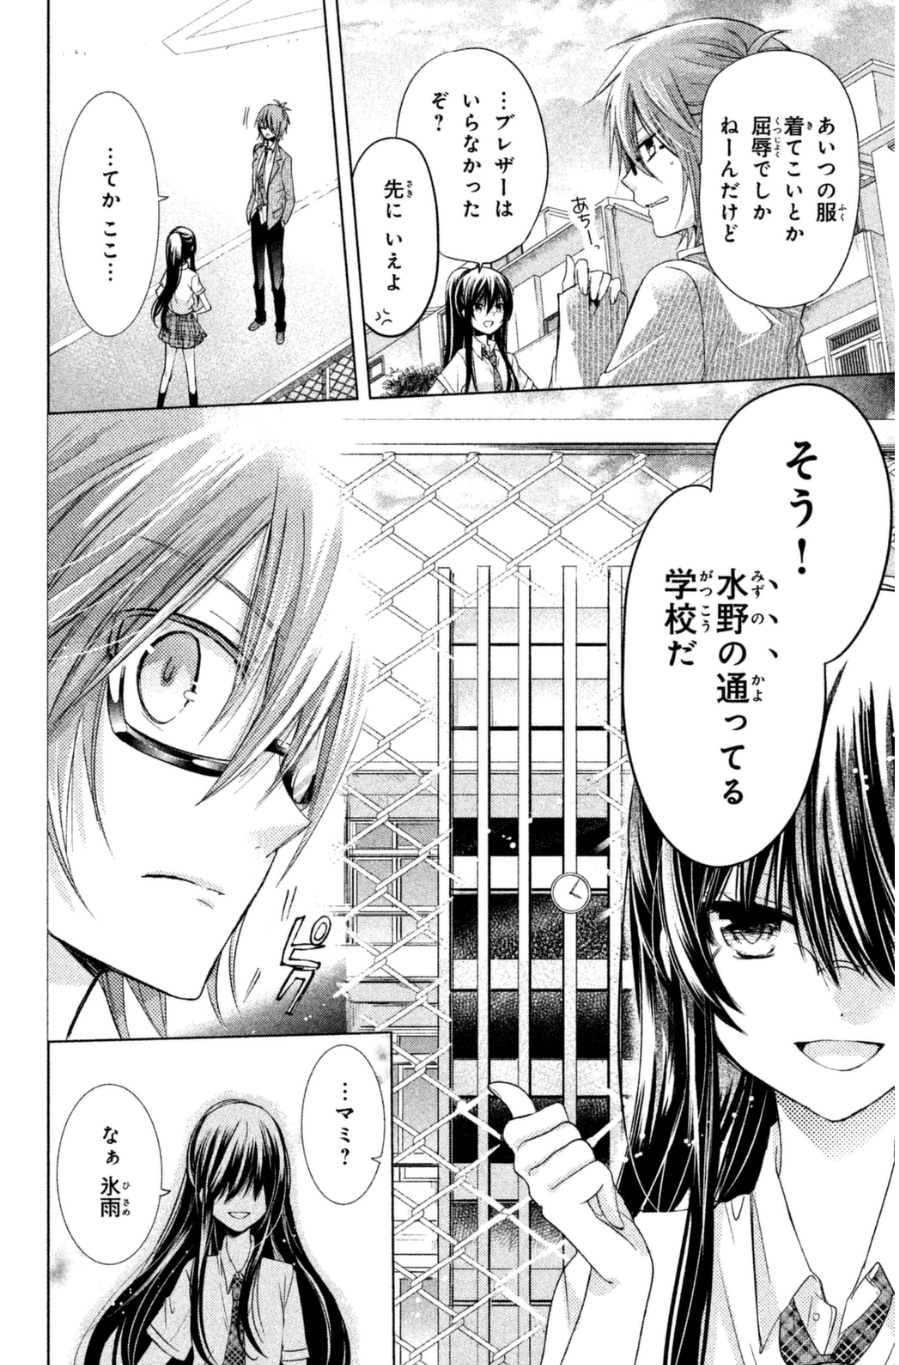 あいつの服
着てこいとか
屈辱でしか
ねーんだけど
あちーっ
…ブレザーは
いらなかった
ぞ?
先に いえよ
…てか ここ…
そう!
水野の通ってる
学校だ
ピク
…マミ?
なぁ 氷雨